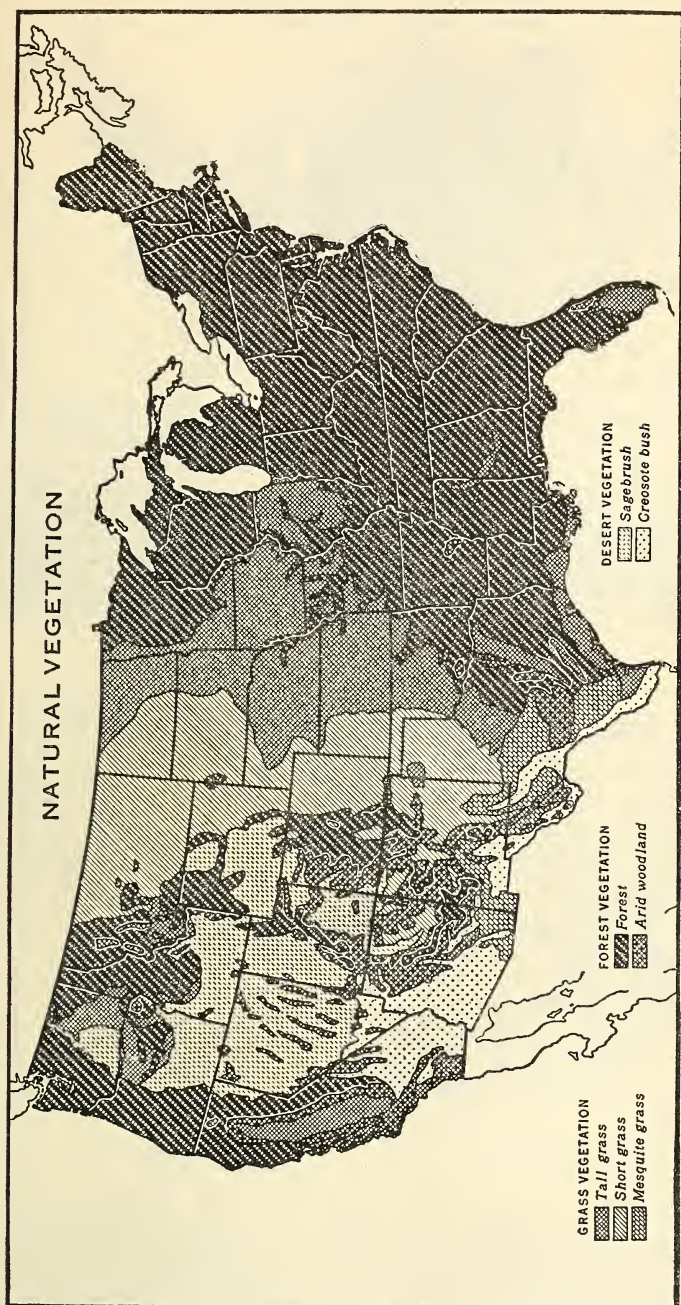 NATURAL VEGETATION
GRASS VEGETATION
Tall grass
Short grass
Mesquite grass
FOREST VEGETATION
Forest
Arid woodland
DESERT VEGETATION
Sagebrush
Creosote bush